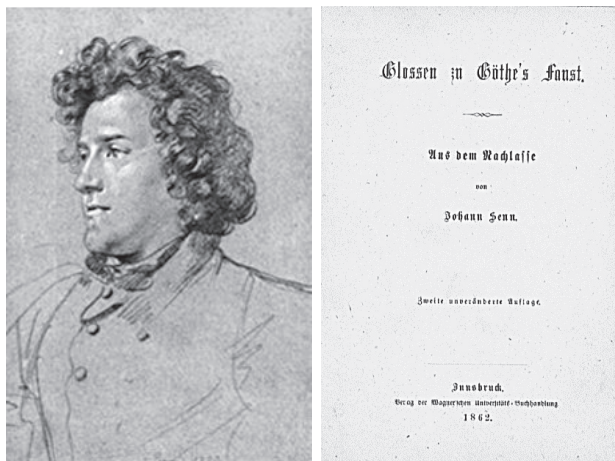 Glossen zu Göthe's Faust.
Aus dem Nachlasse
von
Johann Senn.
Zweite unveränderte Auflage.
Innsbruck.
Verlag der Wagner'schen Universitäts-Buchhandlung
1862.